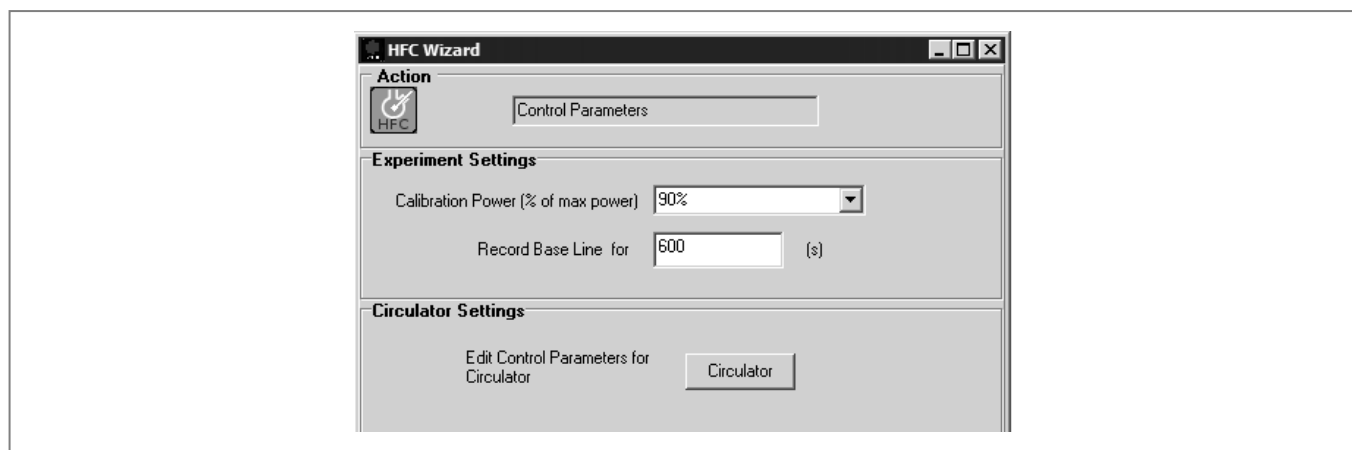 HFC Wizard
Action
HFC
Control Parameters
Experiment Settings
Calibration Power (% of max power)
90%
Record Base Line for
600
(s)
Circulator Settings
Edit Control Parameters for
Circulator
Circulator